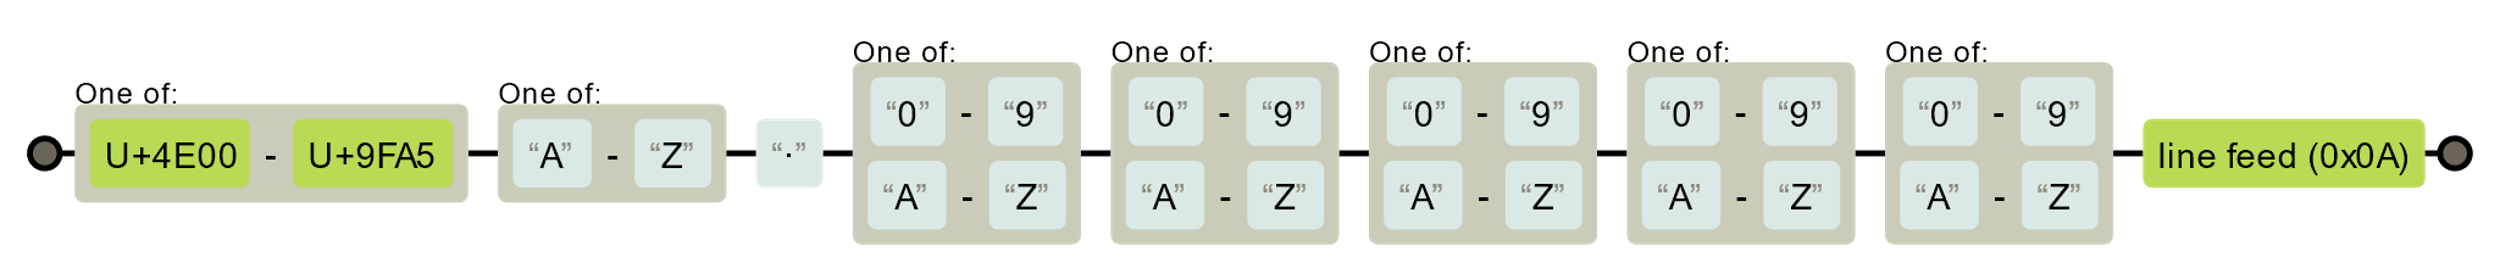 One of: One of: One of: One of: One of: One of: One of:
“0” - “9” “0” - “9” “0” - “9” “0” - “9” “0” - “9”
U+4E00 - U+9FA5 “A” - “Z” “·” line feed (0x0A)
“A” - “Z” “A” - “Z” “A” - “Z” “A” - “Z” “A” - “Z”